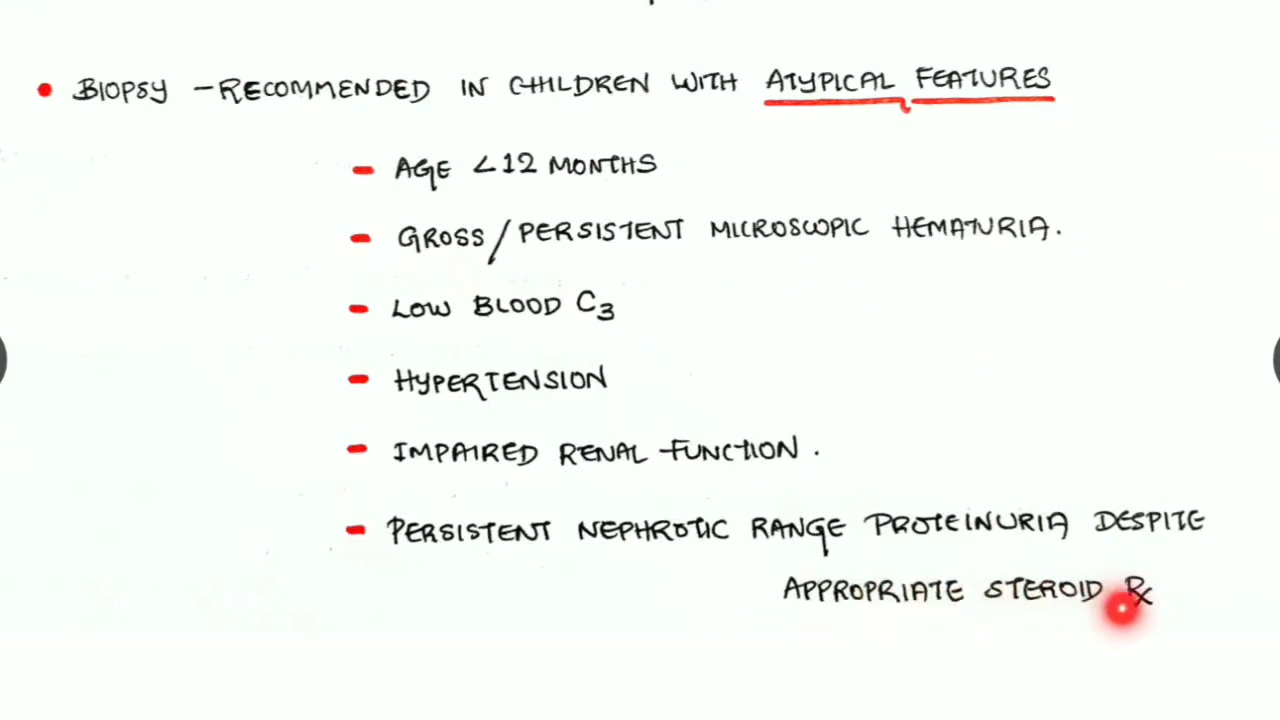 • BIOPSY - RECOMMENDED IN CHILDREN WITH ATYPICAL FEATURES
- AGE <12 MONTHS
- GROSS / PERSISTENT MICROSCOPIC HEMATURIA.
- LOW BLOOD C3
- HYPERTENSION
- IMPAIRED RENAL FUNCTION.
- PERSISTENT NEPHROTIC RANGE PROTEINURIA DESPITE
APPROPRIATE STEROID Rx